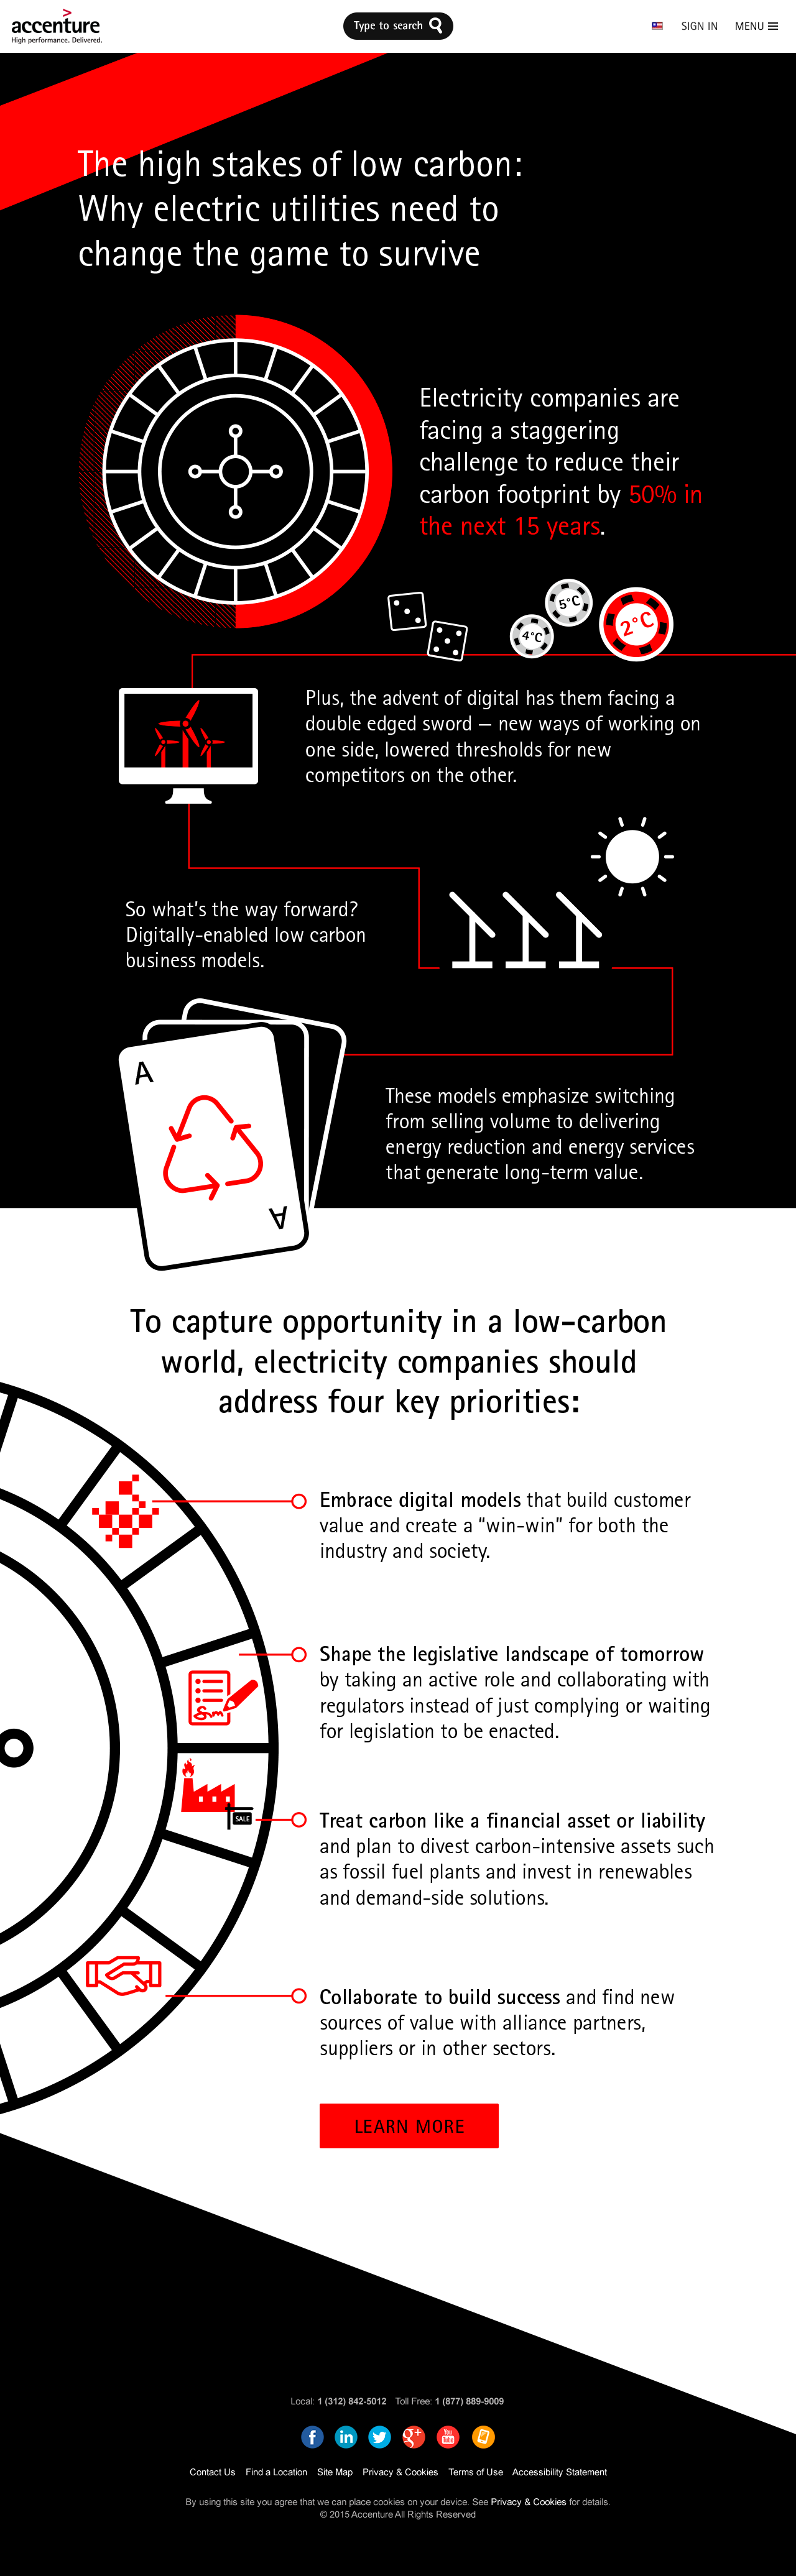 accenture
High performance. Delivered.
Type to search
SIGN IN
MENU
The high stakes of low carbon:
Why electric utilities need to
change the game to survive
Electricity companies are
facing a staggering
challenge to reduce their
carbon footprint by 50% in
the next 15 years.
5°C
4°C
2°C
Plus, the advent of digital has them facing a
double edged sword — new ways of working on
one side, lowered thresholds for new
competitors on the other.
So what's the way forward?
Digitally-enabled low carbon
business models.
A
A
These models emphasize switching
from selling volume to delivering
energy reduction and energy services
that generate long-term value.
To capture opportunity in a low-carbon
world, electricity companies should
address four key priorities:
Embrace digital models that build customer
value and create a “win-win” for both the
industry and society.
Shape the legislative landscape of tomorrow
by taking an active role and collaborating with
regulators instead of just complying or waiting
for legislation to be enacted.
SALE
Treat carbon like a financial asset or liability
and plan to divest carbon-intensive assets such
as fossil fuel plants and invest in renewables
and demand-side solutions.
Collaborate to build success and find new
sources of value with alliance partners,
suppliers or in other sectors.
LEARN MORE
Local: 1 (312) 842-5012 Toll Free: 1 (877) 889-9009
f in g+ You Tube
Contact Us Find a Location Site Map Privacy & Cookies Terms of Use Accessibility Statement
By using this site you agree that we can place cookies on your device. See Privacy & Cookies for details.
© 2015 Accenture All Rights Reserved